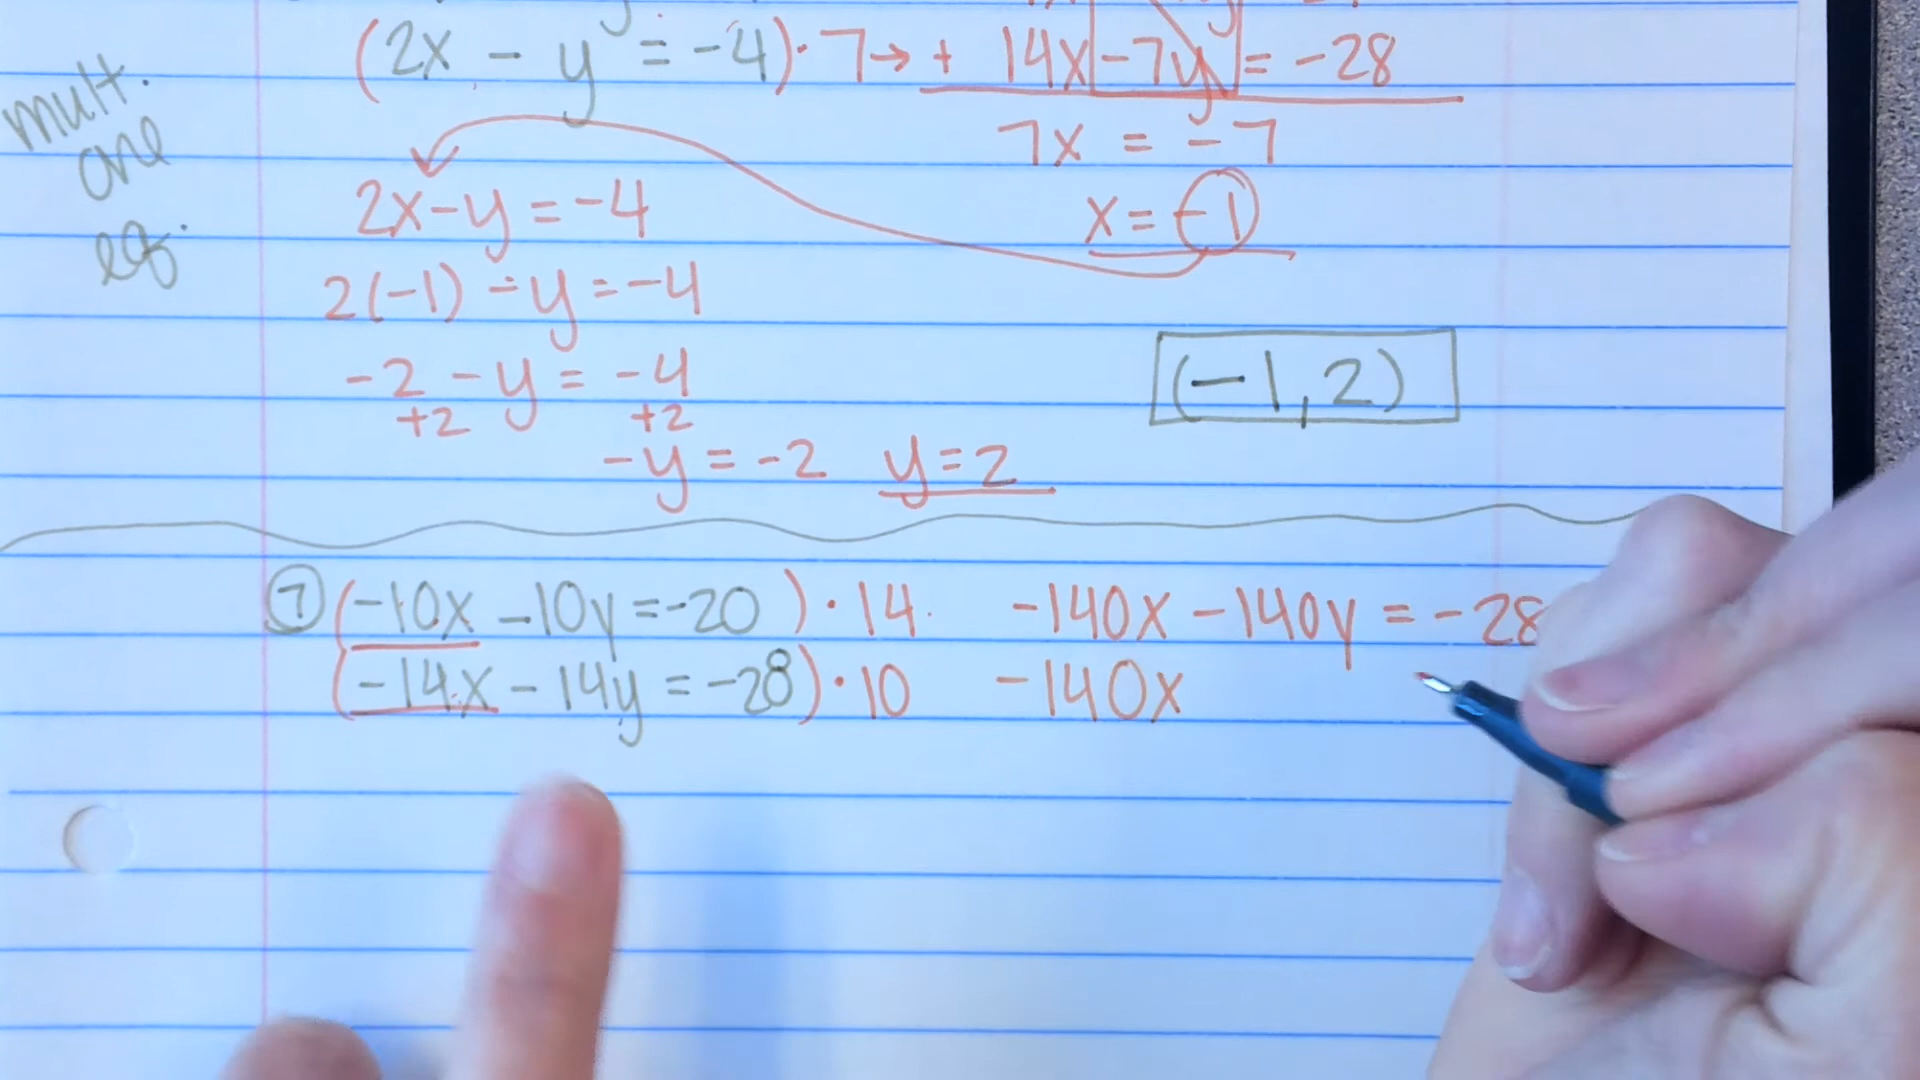 (2x - y = -4) · 7 → + 14x - 7y = -28
mult.
one
eq.
7x = -7
x = -1
2x - y = -4
2(-1) - y = -4
-2 - y = -4
+2 +2
-y = -2 y = 2
(-1, 2)
7 (-10x - 10y = -20) · 14 -140x - 140y = -28
(-14x - 14y = -28) · 10 -140x